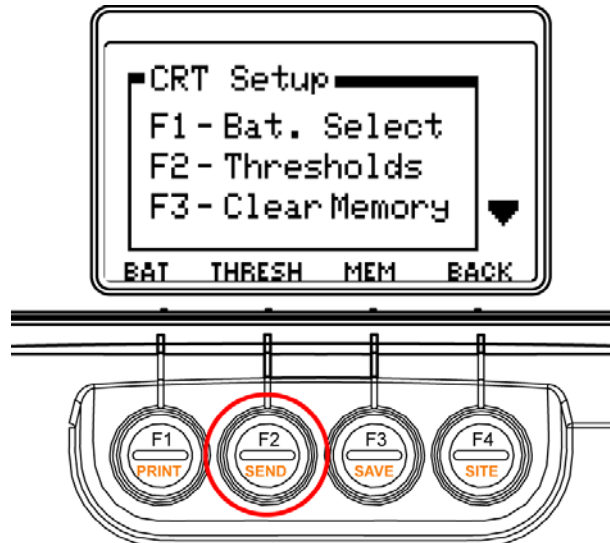 CRT Setup
F1-Bat. Select
F2-Thresholds
F3-Clear Memory
BAT THRESH MEM BACK
F1 F2 F3 F4
PRINT SEND SAVE SITE